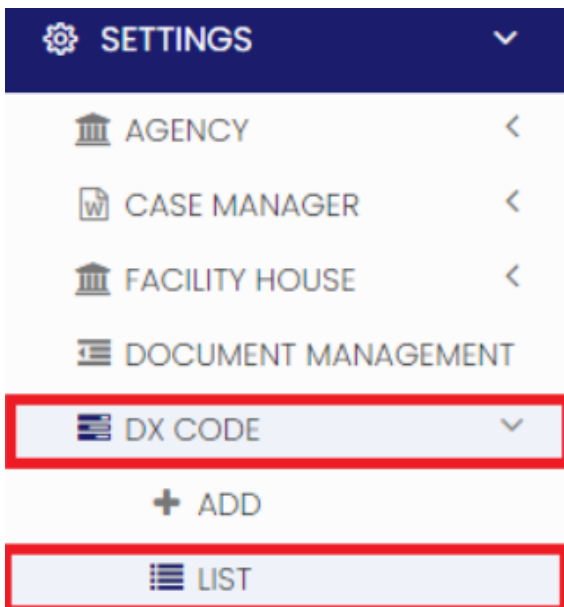 SETTINGS
AGENCY
CASE MANAGER
FACILITY HOUSE
DOCUMENT MANAGEMENT
DX CODE
ADD
LIST